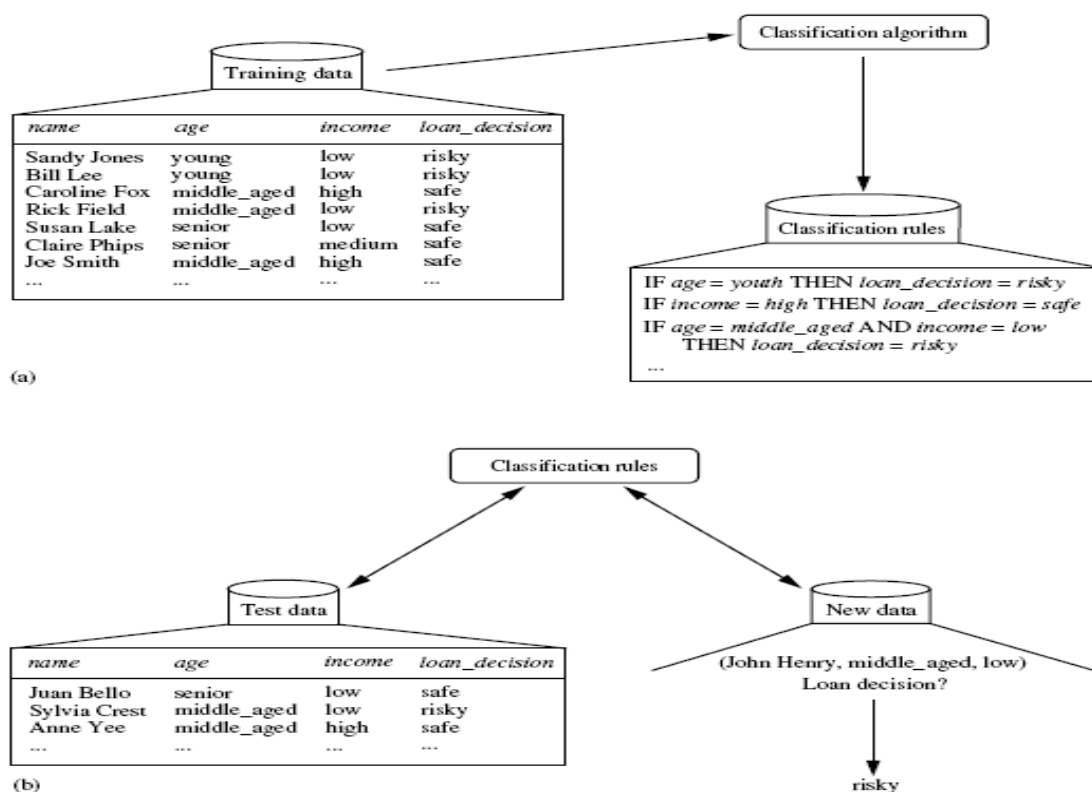 Classification algorithm
Training data
name age income loan_decision
Sandy Jones young low risky
Bill Lee young low risky
Caroline Fox middle_aged high safe
Rick Field middle_aged low risky
Susan Lake senior low safe
Claire Phips senior medium safe
Joe Smith middle_aged high safe
... ... ... ...
Classification rules
IF age = youth THEN loan_decision = risky
IF income = high THEN loan_decision = safe
IF age = middle_aged AND income = low
THEN loan_decision = risky
...
(a)
Classification rules
Test data
name age income loan_decision
Juan Bello senior low safe
Sylvia Crest middle_aged low risky
Anne Yee middle_aged high safe
... ... ... ...
New data
(John Henry, middle_aged, low)
Loan decision?
risky
(b)